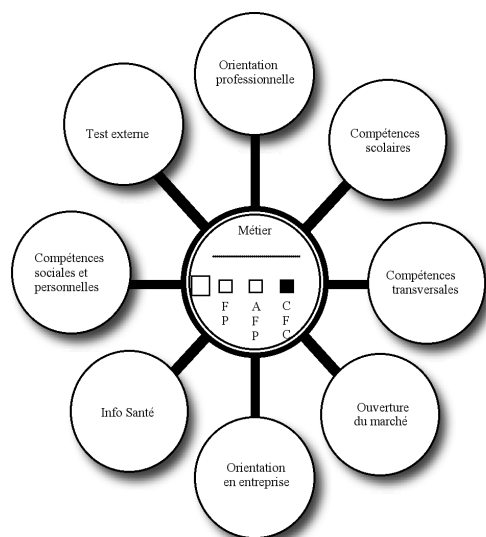 Orientation
professionnelle
Test externe
Compétences
scolaires
Métier
Compétences
sociales et
personnelles
Compétences
transversales
F A C
P F F
P C
Info Santé
Ouverture
du marché
Orientation
en entreprise